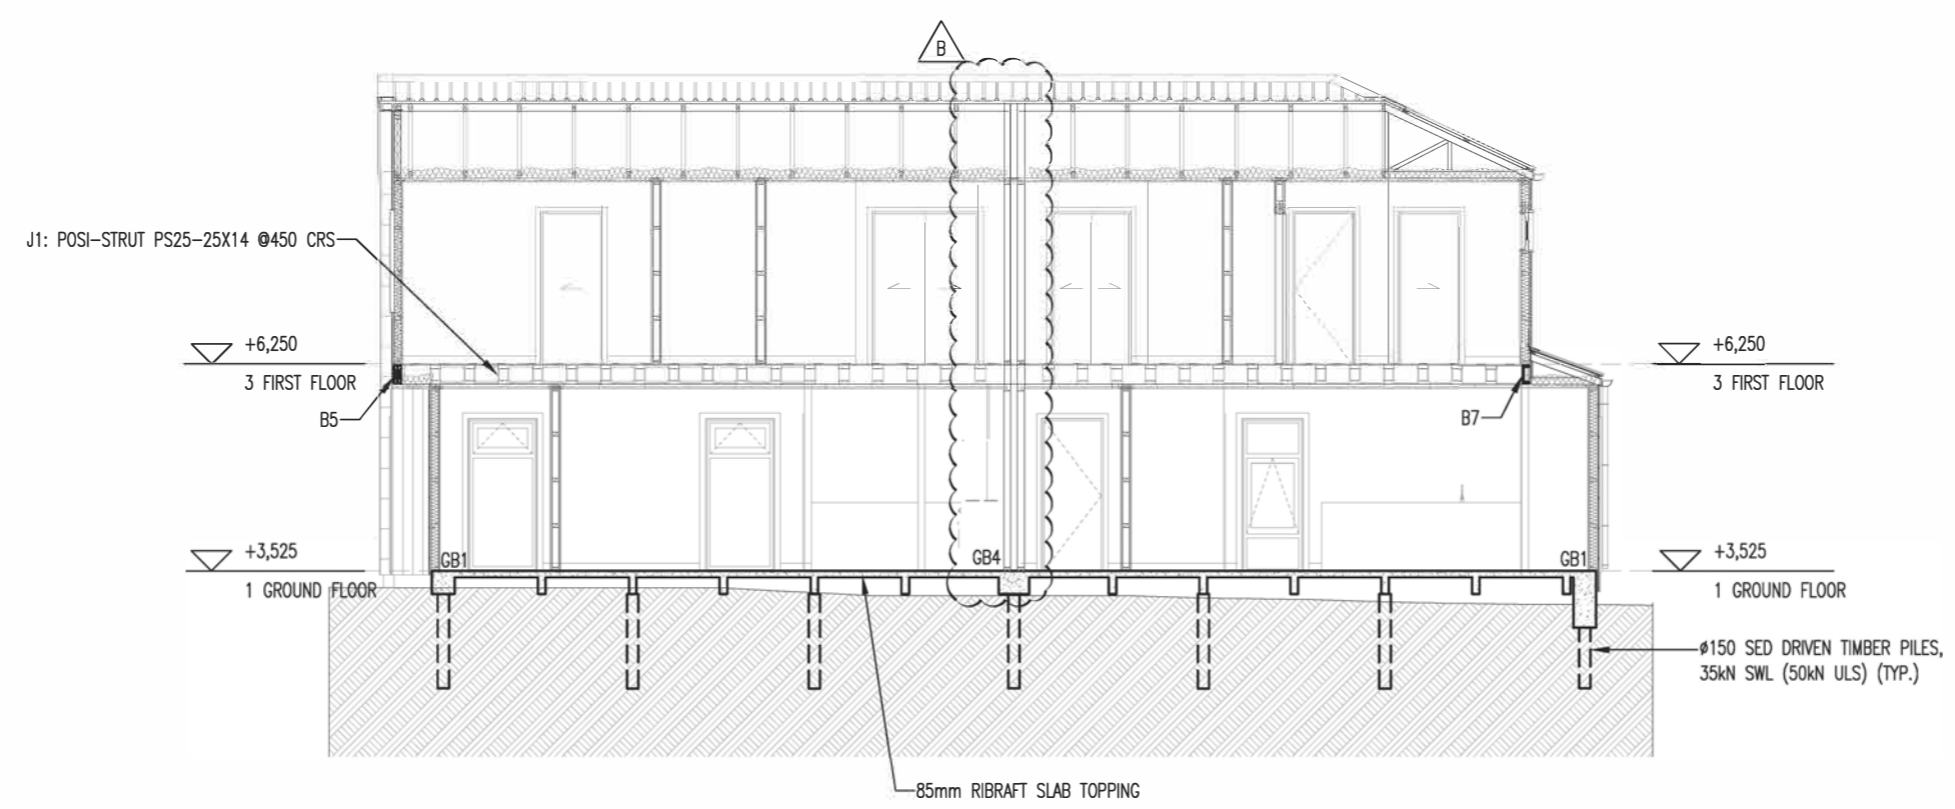 B
J1: POSI-STRUT PS25-25X14 @450 CRS
+6,250
3 FIRST FLOOR
B5
+6,250
3 FIRST FLOOR
B7
+3,525
1 GROUND FLOOR
GB1
GB4
GB1
+3,525
1 GROUND FLOOR
ø150 SED DRIVEN TIMBER PILES,
35kN SWL (50kN ULS) (TYP.)
85mm RIBRAFT SLAB TOPPING